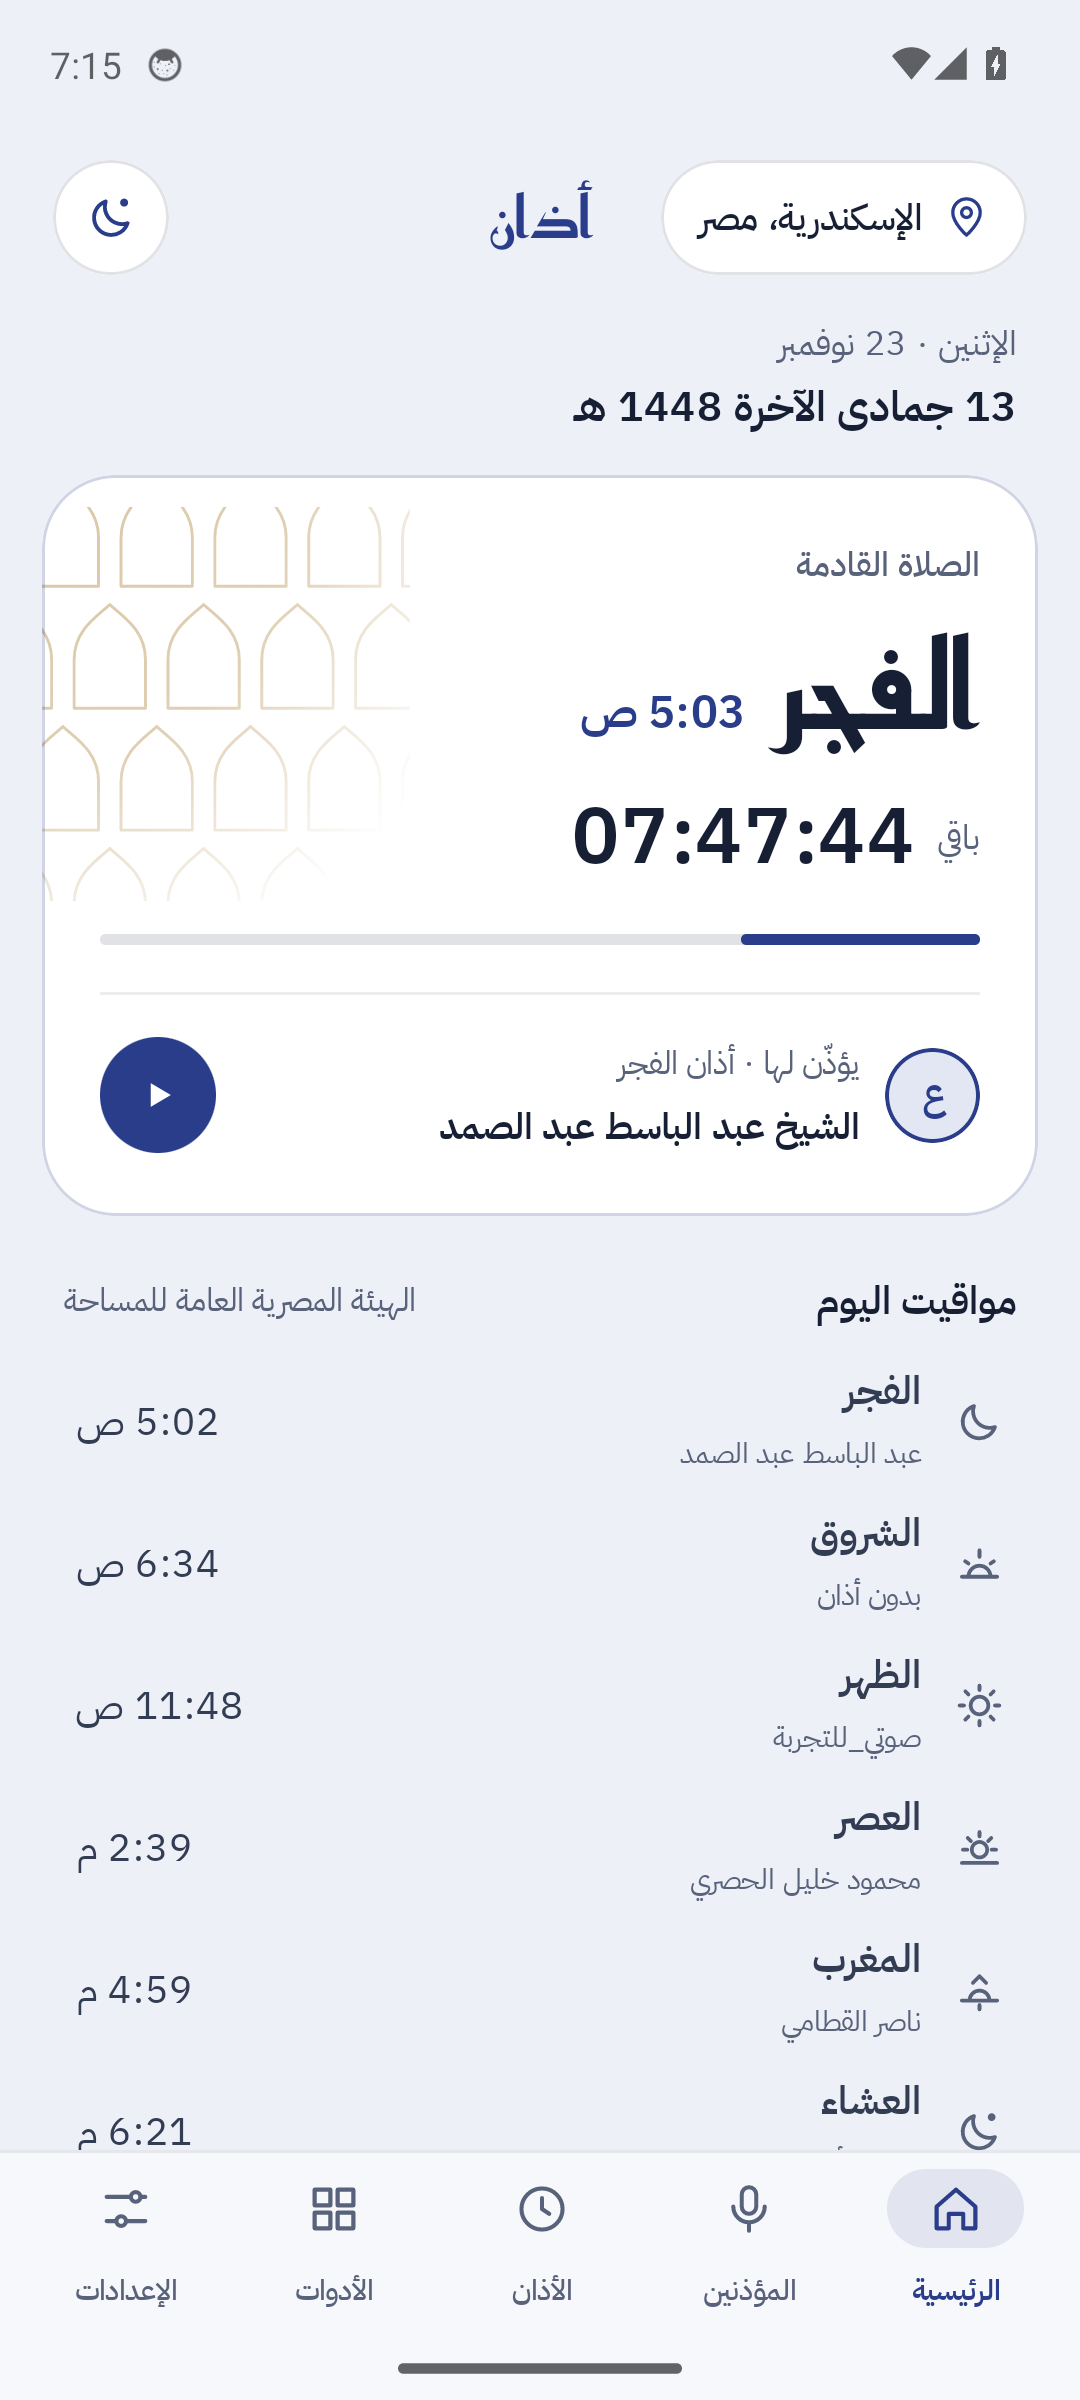 7:15
الإسكندرية، مصر
أذان
الإثنين · 23 نوفمبر
13 جمادى الآخرة 1448 هـ
الصلاة القادمة
الفجر 5:03 ص
باقي 07:47:44
ع
يؤذّن لها · أذان الفجر
الشيخ عبد الباسط عبد الصمد
مواقيت اليوم
الهيئة المصرية العامة للمساحة
الفجر
عبد الباسط عبد الصمد
5:02 ص
الشروق
بدون أذان
6:34 ص
الظهر
صوتي_للتجربة
11:48 ص
العصر
محمود خليل الحصري
2:39 م
المغرب
ناصر القطامي
4:59 م
العشاء
6:21 م
الرئيسية
المؤذنين
الأذان
الأدوات
الإعدادات